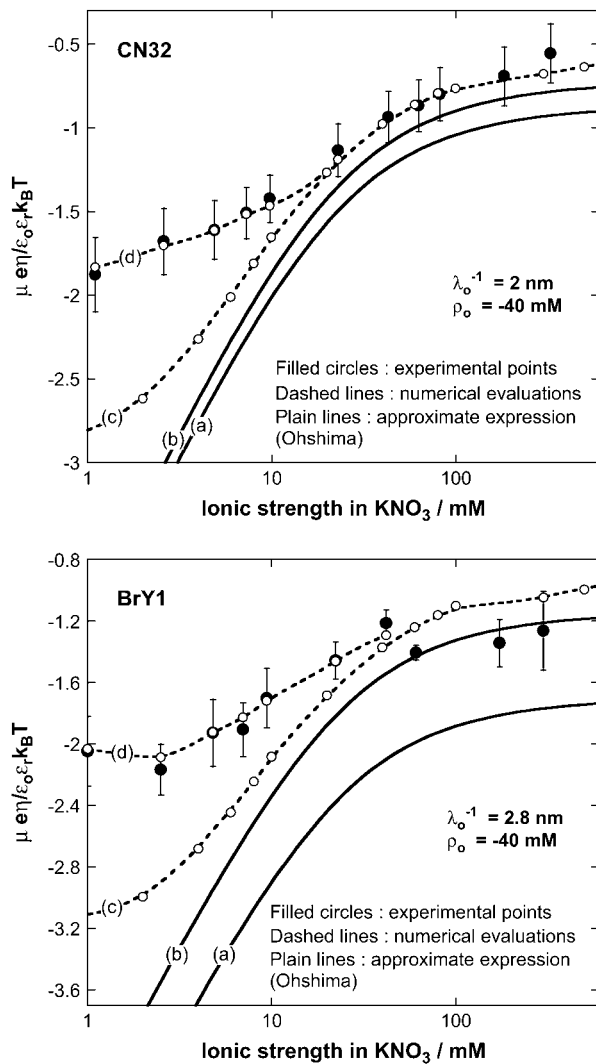 CN32
-0.5
-1
-1.5
-2
-2.5
-3
μ eη/ε₀εᵣk_BT
(d)
(c)
(b)
(a)
λ₀⁻¹ = 2 nm
ρ₀ = -40 mM
Filled circles : experimental points
Dashed lines : numerical evaluations
Plain lines : approximate expression
(Ohshima)
1 10 100
Ionic strength in KNO₃ / mM
BrY1
-0.8
-1.2
-1.6
-2
-2.4
-2.8
-3.2
-3.6
μ eη/ε₀εᵣk_BT
(d)
(c)
(b)
(a)
λ₀⁻¹ = 2.8 nm
ρ₀ = -40 mM
Filled circles : experimental points
Dashed lines : numerical evaluations
Plain lines : approximate expression
(Ohshima)
1 10 100
Ionic strength in KNO₃ / mM